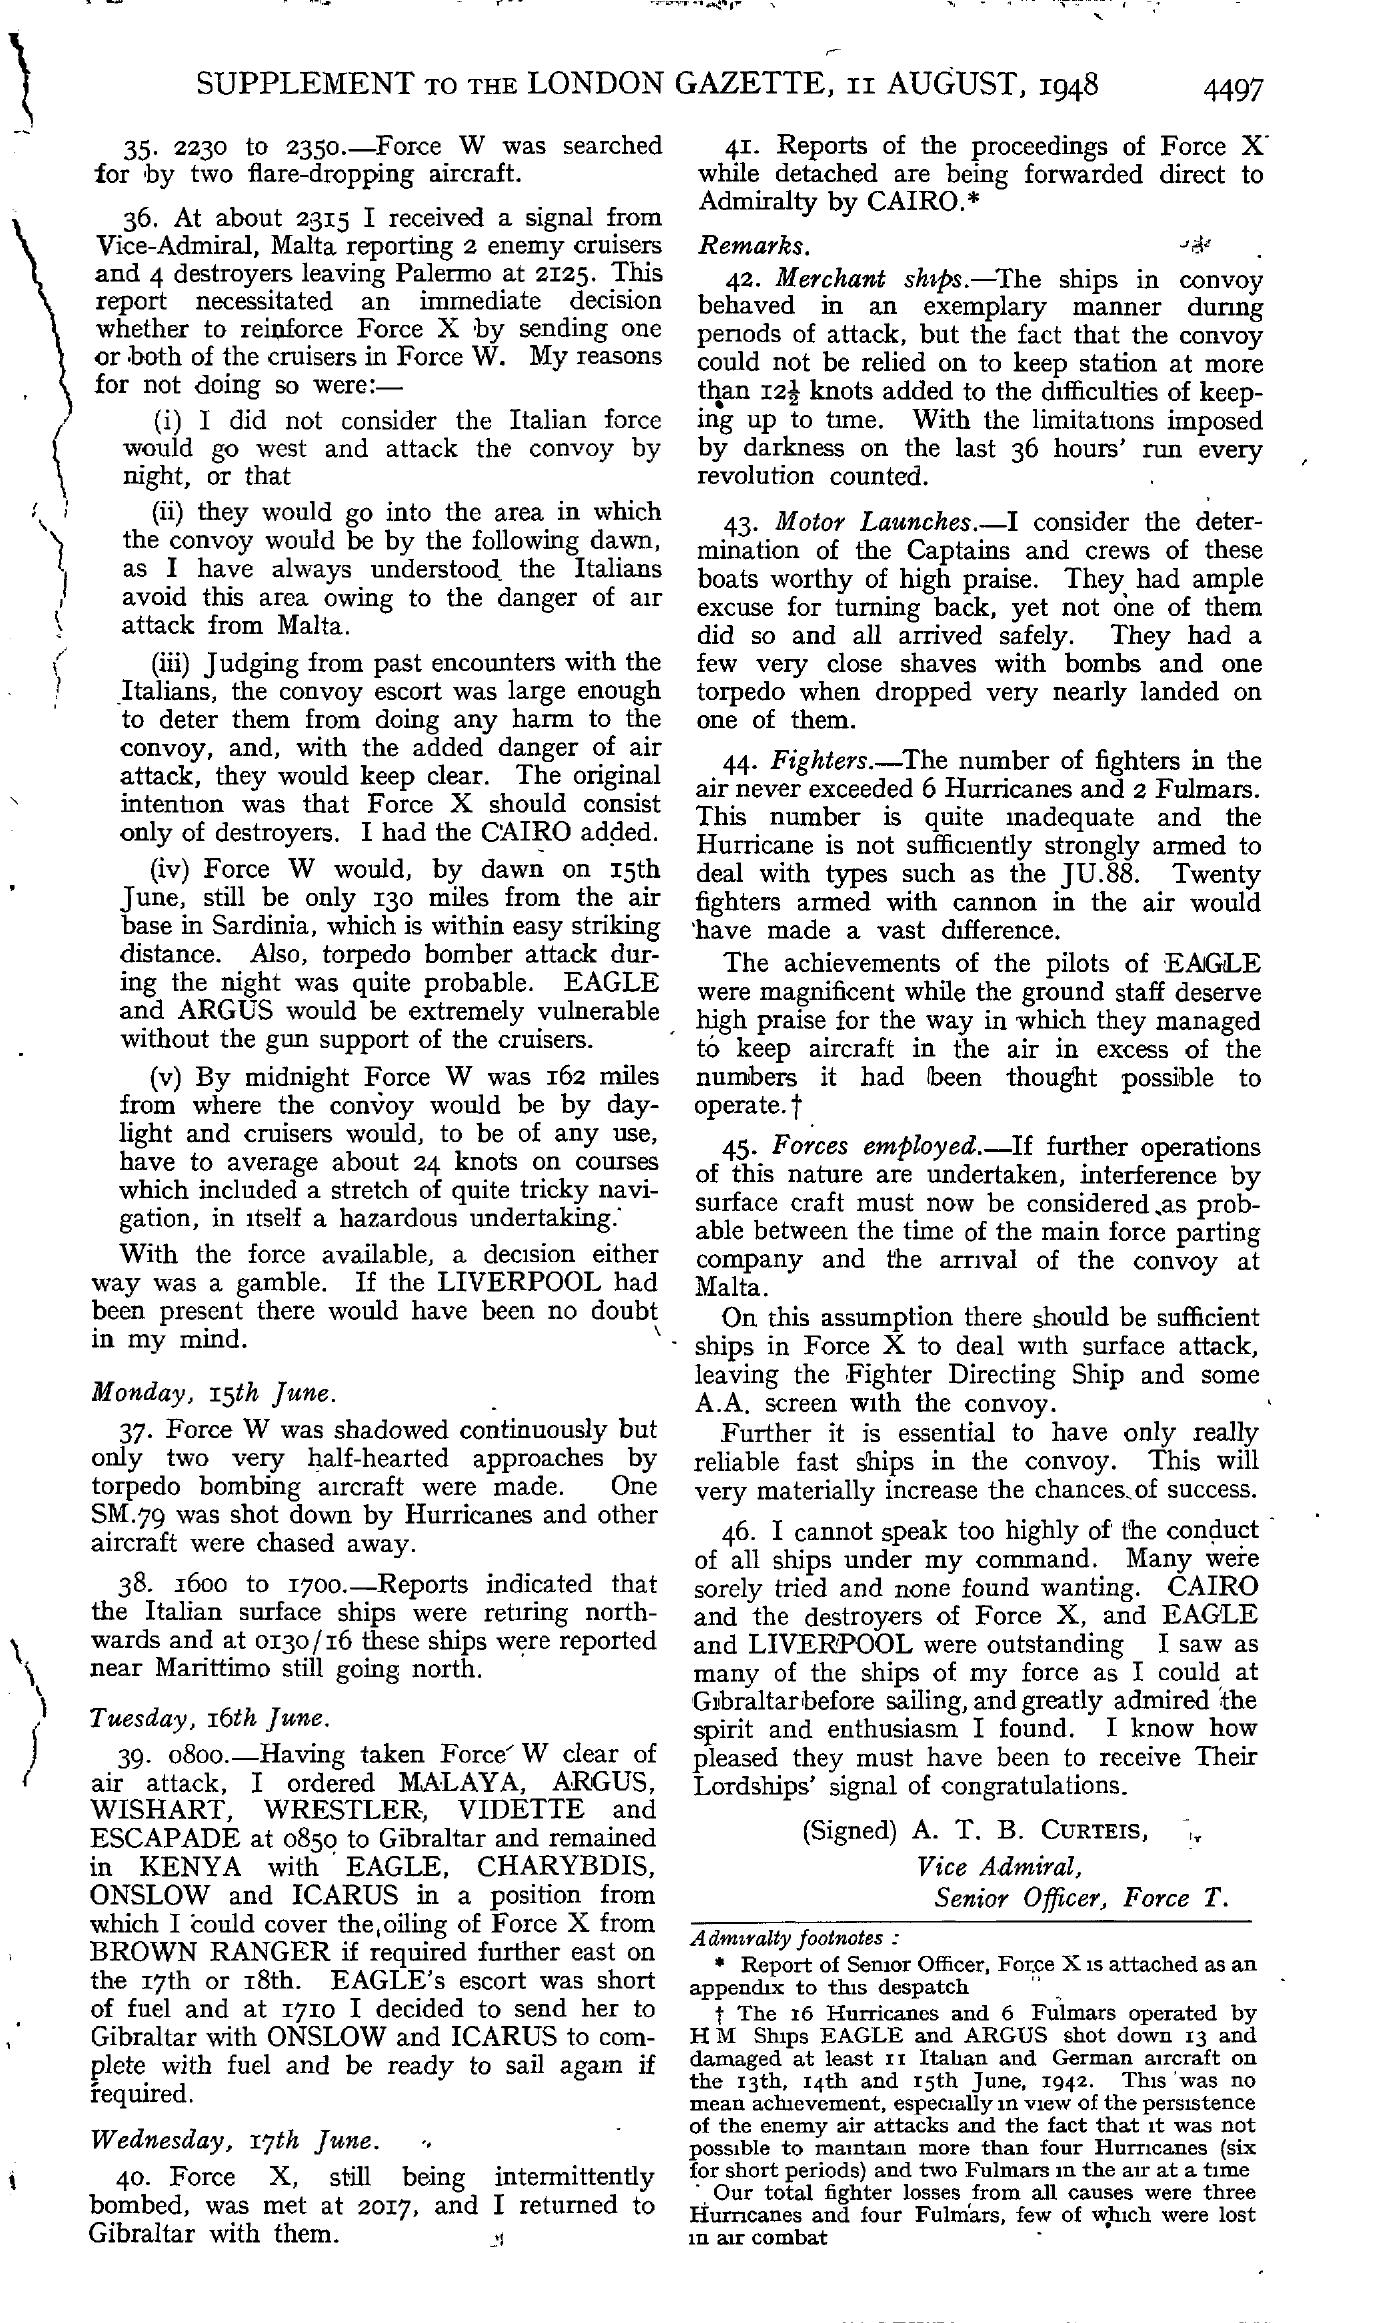 SUPPLEMENT TO THE LONDON GAZETTE, 11 AUGUST, 1948 4497
35. 2230 to 2350.—Force W was searched
for by two flare-dropping aircraft.
36. At about 2315 I received a signal from
Vice-Admiral, Malta reporting 2 enemy cruisers
and 4 destroyers leaving Palermo at 2125. This
report necessitated an immediate decision
whether to reinforce Force X by sending one
or both of the cruisers in Force W. My reasons
for not doing so were:—
(i) I did not consider the Italian force
would go west and attack the convoy by
night, or that
(ii) they would go into the area in which
the convoy would be by the following dawn,
as I have always understood the Italians
avoid this area owing to the danger of air
attack from Malta.
(iii) Judging from past encounters with the
Italians, the convoy escort was large enough
to deter them from doing any harm to the
convoy, and, with the added danger of air
attack, they would keep clear. The original
intention was that Force X should consist
only of destroyers. I had the CAIRO added.
(iv) Force W would, by dawn on 15th
June, still be only 130 miles from the air
base in Sardinia, which is within easy striking
distance. Also, torpedo bomber attack dur-
ing the night was quite probable. EAGLE
and ARGUS would be extremely vulnerable
without the gun support of the cruisers.
(v) By midnight Force W was 162 miles
from where the convoy would be by day-
light and cruisers would, to be of any use,
have to average about 24 knots on courses
which included a stretch of quite tricky navi-
gation, in itself a hazardous undertaking.
With the force available, a decision either
way was a gamble. If the LIVERPOOL had
been present there would have been no doubt
in my mind.
Monday, 15th June.
37. Force W was shadowed continuously but
only two very half-hearted approaches by
torpedo bombing aircraft were made. One
SM.79 was shot down by Hurricanes and other
aircraft were chased away.
38. 1600 to 1700.—Reports indicated that
the Italian surface ships were retiring north-
wards and at 0130/16 these ships were reported
near Marittimo still going north.
Tuesday, 16th June.
39. 0800.—Having taken Force W clear of
air attack, I ordered MALAYA, ARGUS,
WISHART, WRESTLER, VIDETTE and
ESCAPADE at 0850 to Gibraltar and remained
in KENYA with EAGLE, CHARYBDIS,
ONSLOW and ICARUS in a position from
which I could cover the oiling of Force X from
BROWN RANGER if required further east on
the 17th or 18th. EAGLE's escort was short
of fuel and at 1710 I decided to send her to
Gibraltar with ONSLOW and ICARUS to com-
plete with fuel and be ready to sail again if
required.
Wednesday, 17th June.
40. Force X, still being intermittently
bombed, was met at 2017, and I returned to
Gibraltar with them.
41. Reports of the proceedings of Force X
while detached are being forwarded direct to
Admiralty by CAIRO.*
Remarks.
42. Merchant ships.—The ships in convoy
behaved in an exemplary manner during
periods of attack, but the fact that the convoy
could not be relied on to keep station at more
than 12½ knots added to the difficulties of keep-
ing up to time. With the limitations imposed
by darkness on the last 36 hours' run every
revolution counted.
43. Motor Launches.—I consider the deter-
mination of the Captains and crews of these
boats worthy of high praise. They had ample
excuse for turning back, yet not one of them
did so and all arrived safely. They had a
few very close shaves with bombs and one
torpedo when dropped very nearly landed on
one of them.
44. Fighters.—The number of fighters in the
air never exceeded 6 Hurricanes and 2 Fulmars.
This number is quite inadequate and the
Hurricane is not sufficiently strongly armed to
deal with types such as the JU.88. Twenty
fighters armed with cannon in the air would
have made a vast difference.
The achievements of the pilots of EAGLE
were magnificent while the ground staff deserve
high praise for the way in which they managed
to keep aircraft in the air in excess of the
numbers it had been thought possible to
operate.†
45. Forces employed.—If further operations
of this nature are undertaken, interference by
surface craft must now be considered as prob-
able between the time of the main force parting
company and the arrival of the convoy at
Malta.
On this assumption there should be sufficient
ships in Force X to deal with surface attack,
leaving the Fighter Directing Ship and some
A.A. screen with the convoy.
Further it is essential to have only really
reliable fast ships in the convoy. This will
very materially increase the chances of success.
46. I cannot speak too highly of the conduct
of all ships under my command. Many were
sorely tried and none found wanting. CAIRO
and the destroyers of Force X, and EAGLE
and LIVERPOOL were outstanding I saw as
many of the ships of my force as I could at
Gibraltar before sailing, and greatly admired the
spirit and enthusiasm I found. I know how
pleased they must have been to receive Their
Lordships' signal of congratulations.
(Signed) A. T. B. CURTEIS,
Vice Admiral,
Senior Officer, Force T.
Admiralty footnotes :
* Report of Senior Officer, Force X is attached as an
appendix to this despatch
† The 16 Hurricanes and 6 Fulmars operated by
H M Ships EAGLE and ARGUS shot down 13 and
damaged at least 11 Italian and German aircraft on
the 13th, 14th and 15th June, 1942. This was no
mean achievement, especially in view of the persistence
of the enemy air attacks and the fact that it was not
possible to maintain more than four Hurricanes (six
for short periods) and two Fulmars in the air at a time
Our total fighter losses from all causes were three
Hurricanes and four Fulmars, few of which were lost
in air combat